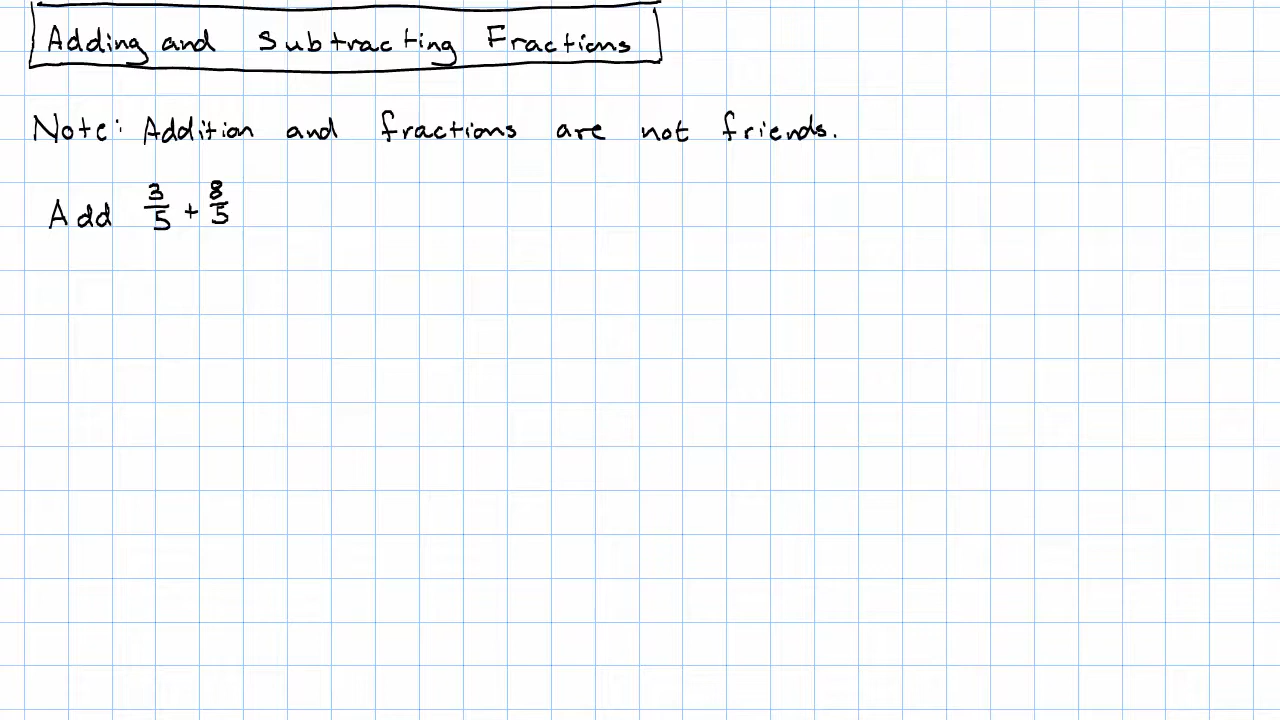 Adding and Subtracting Fractions
Note: Addition and fractions are not friends.
Add 3/5 + 8/5